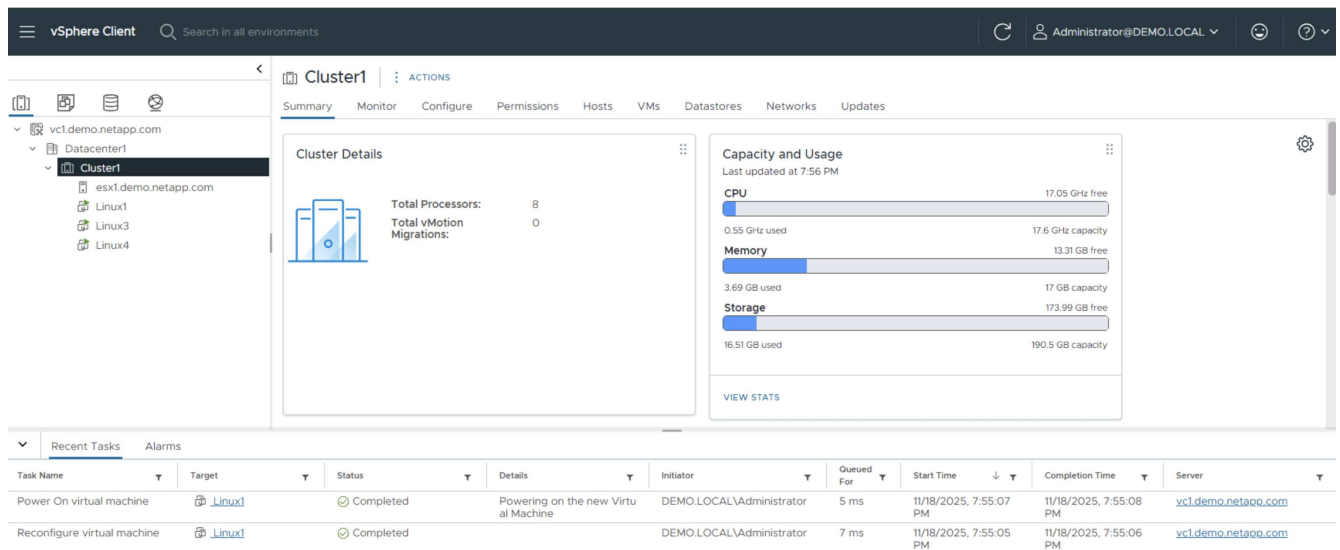 vSphere Client
Search in all environments
Administrator@DEMO.LOCAL
Cluster1
ACTIONS
Summary Monitor Configure Permissions Hosts VMs Datastores Networks Updates
vc1.demo.netapp.com
Datacenter1
Cluster1
esx1.demo.netapp.com
Linux1
Linux3
Linux4
Cluster Details
Total Processors: 8
Total vMotion 0
Migrations:
Capacity and Usage
Last updated at 7:56 PM
CPU 17.05 GHz free
0.55 GHz used 17.6 GHz capacity
Memory 13.31 GB free
3.69 GB used 17 GB capacity
Storage 173.99 GB free
16.51 GB used 190.5 GB capacity
VIEW STATS
Recent Tasks Alarms
Task Name Target Status Details Initiator Queued For Start Time Completion Time Server
Power On virtual machine Linux1 Completed Powering on the new Virtu DEMO.LOCAL\Administrator 5 ms 11/18/2025, 7:55:07 11/18/2025, 7:55:08 vc1.demo.netapp.com
al Machine PM PM
Reconfigure virtual machine Linux1 Completed DEMO.LOCAL\Administrator 7 ms 11/18/2025, 7:55:05 11/18/2025, 7:55:06 vc1.demo.netapp.com
PM PM